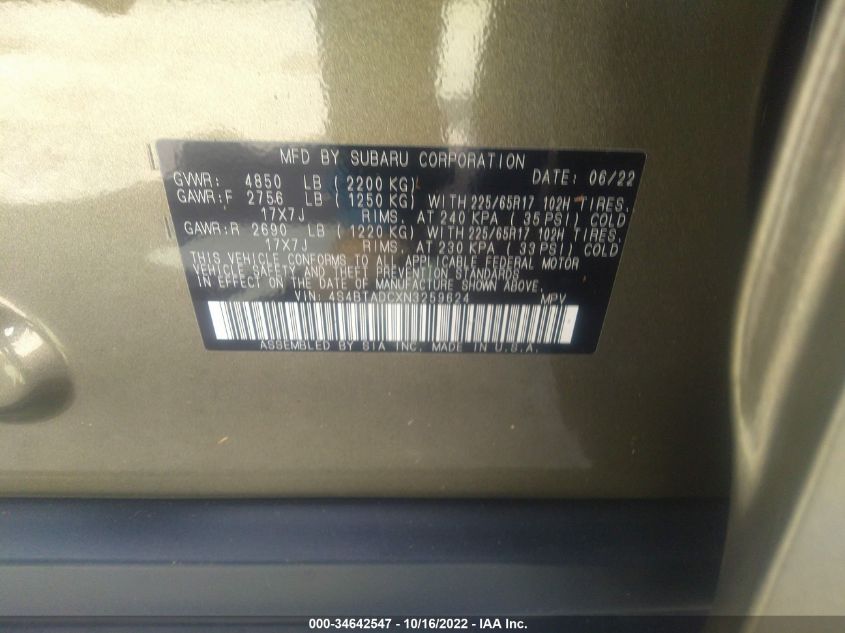 MFD BY SUBARU CORPORATION
GVWR: 4850 LB (2200 KG) DATE: 06/22
GAWR:F 2756 LB (1250 KG) WITH 225/65R17 102H TIRES.
17X7J RIMS. AT 240 KPA (35 PSI) COLD
GAWR:R 2690 LB (1220 KG) WITH 225/65R17 102H TIRES.
17X7J RIMS. AT 230 KPA (33 PSI) COLD
THIS VEHICLE CONFORMS TO ALL APPLICABLE FEDERAL MOTOR
VEHICLE SAFETY AND THEFT PREVENTION STANDARDS
IN EFFECT ON THE DATE OF MANUFACTURE SHOWN ABOVE.
VIN: 4S4BTADCXN3259624 MPV
ASSEMBLED BY SIA INC. MADE IN U.S.A.
000-34642547 - 10/16/2022 - IAA Inc.